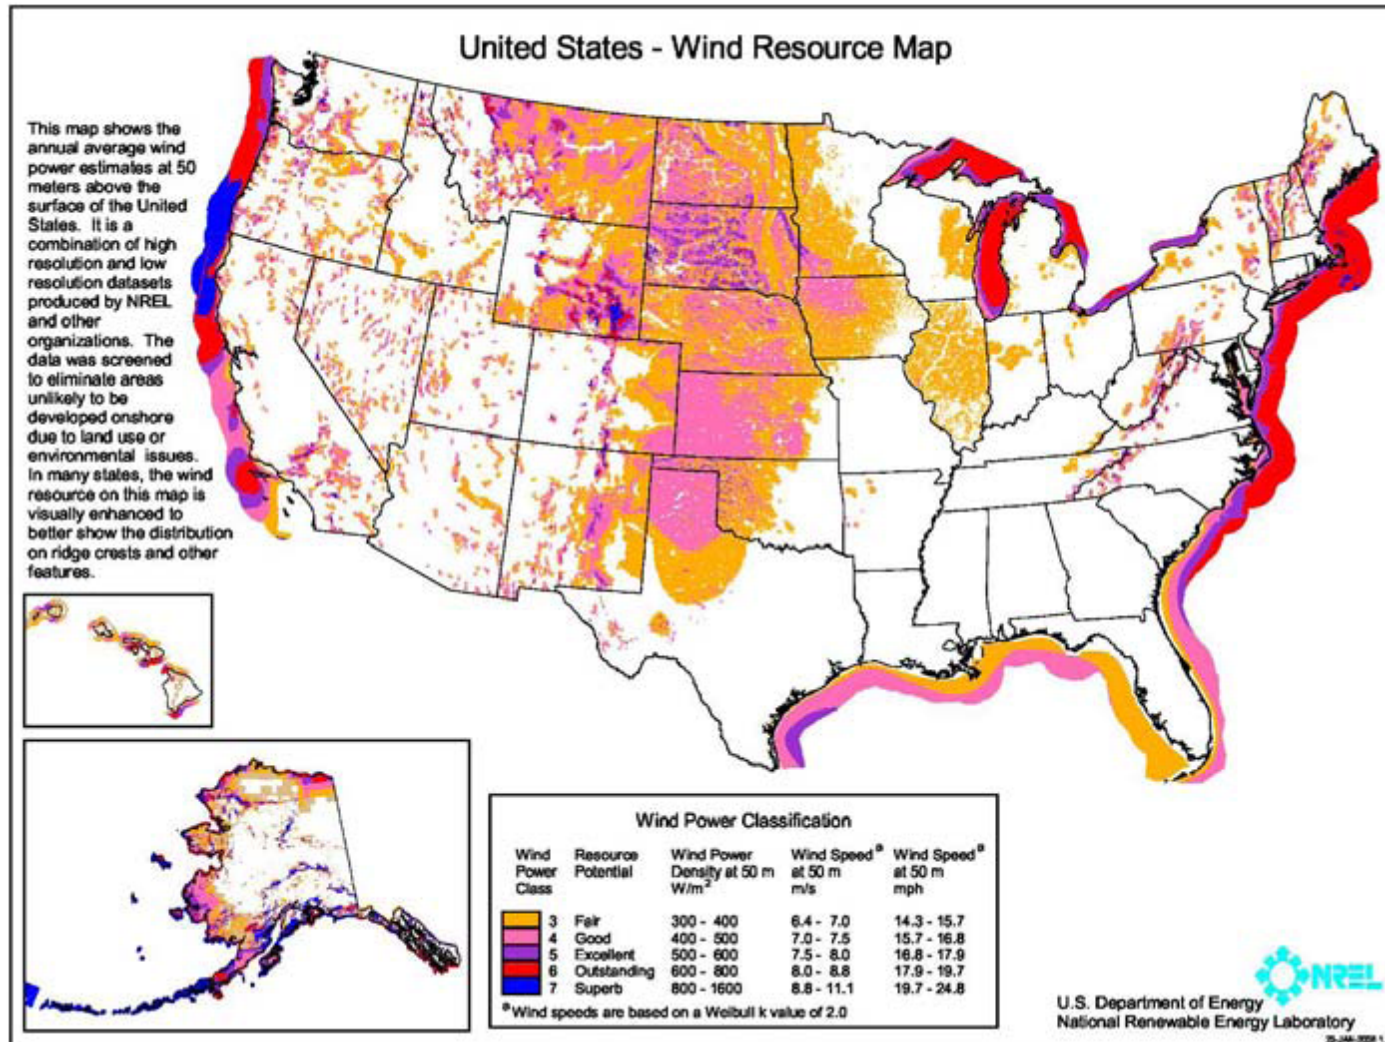 United States - Wind Resource Map
This map shows the
annual average wind
power estimates at 50
meters above the
surface of the United
States. It is a
combination of high
resolution and low
resolution datasets
produced by NREL
and other
organizations. The
data was screened
to eliminate areas
unlikely to be
developed onshore
due to land use or
environmental issues.
In many states, the wind
resource on this map is
visually enhanced to
better show the distribution
on ridge crests and other
features.
Wind Power Classification
Wind Resource Wind Power Wind Speed a Wind Speed a
Power Potential Density at 50 m at 50 m at 50 m
Class W/m2 m/s mph
3 Fair 300 - 400 6.4 - 7.0 14.3 - 15.7
4 Good 400 - 500 7.0 - 7.5 15.7 - 16.8
5 Excellent 500 - 600 7.5 - 8.0 16.8 - 17.9
6 Outstanding 600 - 800 8.0 - 8.8 17.9 - 19.7
7 Superb 800 - 1600 8.8 - 11.1 19.7 - 24.8
a Wind speeds are based on a Weibull k value of 2.0
NREL
U.S. Department of Energy
National Renewable Energy Laboratory